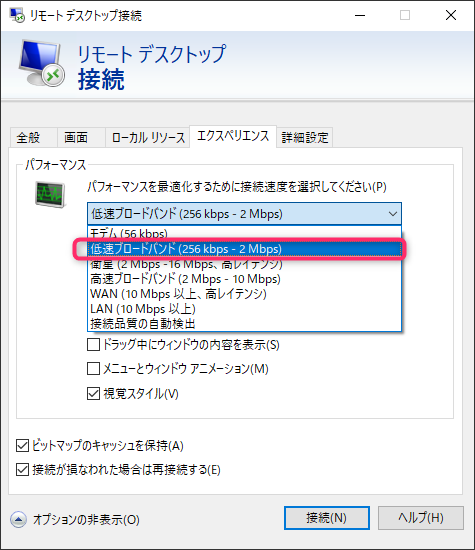 リモート デスクトップ接続
リモート デスクトップ
接続
全般 画面 ローカル リソース エクスペリエンス 詳細設定
パフォーマンス
パフォーマンスを最適化するために接続速度を選択してください(P)
低速ブロードバンド (256 kbps - 2 Mbps)
モデム (56 kbps)
低速ブロードバンド (256 kbps - 2 Mbps)
衛星 (2 Mbps -16 Mbps、高レイテンシ)
高速ブロードバンド (2 Mbps - 10 Mbps)
WAN (10 Mbps 以上、高レイテンシ)
LAN (10 Mbps 以上)
接続品質の自動検出
ドラッグ中にウィンドウの内容を表示(S)
メニューとウィンドウ アニメーション(M)
視覚スタイル(V)
ビットマップのキャッシュを保持(A)
接続が損なわれた場合は再接続する(E)
オプションの非表示(O) 接続(N) ヘルプ(H)